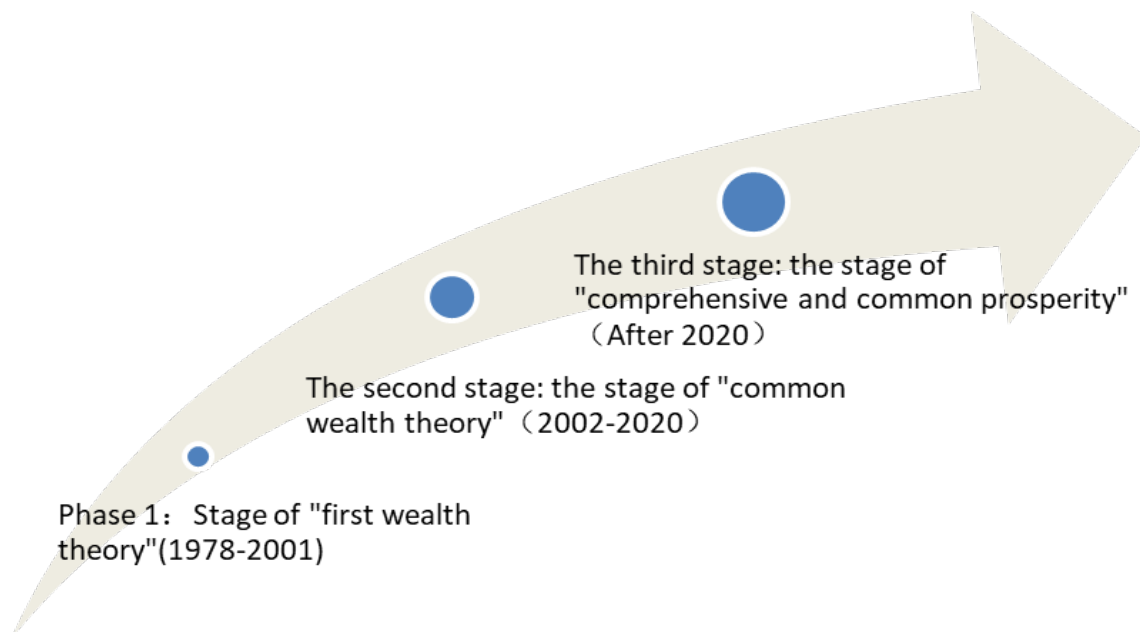 The third stage: the stage of
"comprehensive and common prosperity"
（After 2020）
The second stage: the stage of "common
wealth theory"（2002-2020）
Phase 1： Stage of "first wealth
theory"(1978-2001)